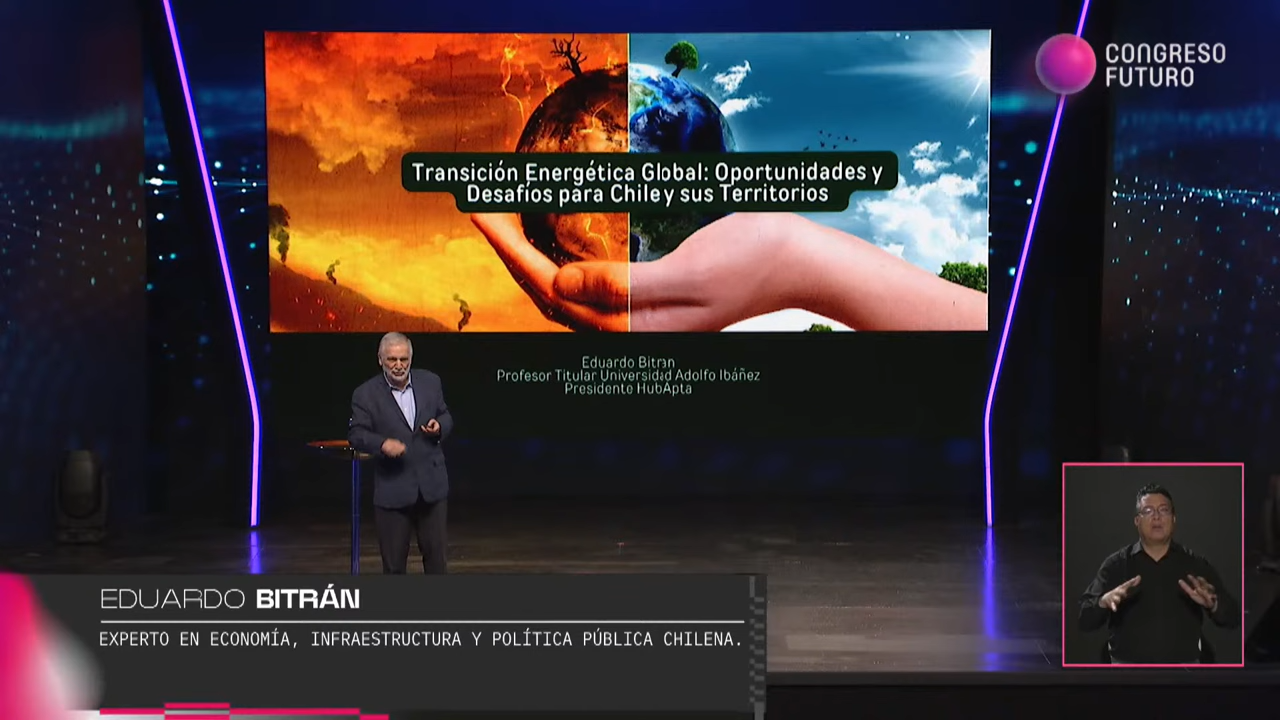 CONGRESO
FUTURO
Transición Energética Global: Oportunidades y
Desafíos para Chile y sus Territorios
Eduardo Bitran
Profesor Titular Universidad Adolfo Ibáñez
Presidente HubApta
EDUARDO BITRÁN
EXPERTO EN ECONOMÍA, INFRAESTRUCTURA Y POLÍTICA PÚBLICA CHILENA.